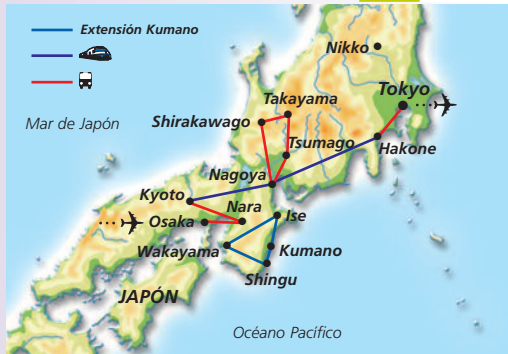 Extensión Kumano
Nikko
Tokyo
Takayama
Mar de Japón
Shirakawago
Tsumago
Hakone
Nagoya
Kyoto
Nara
Ise
Osaka
Wakayama
Kumano
Shingu
JAPÓN
Océano Pacífico